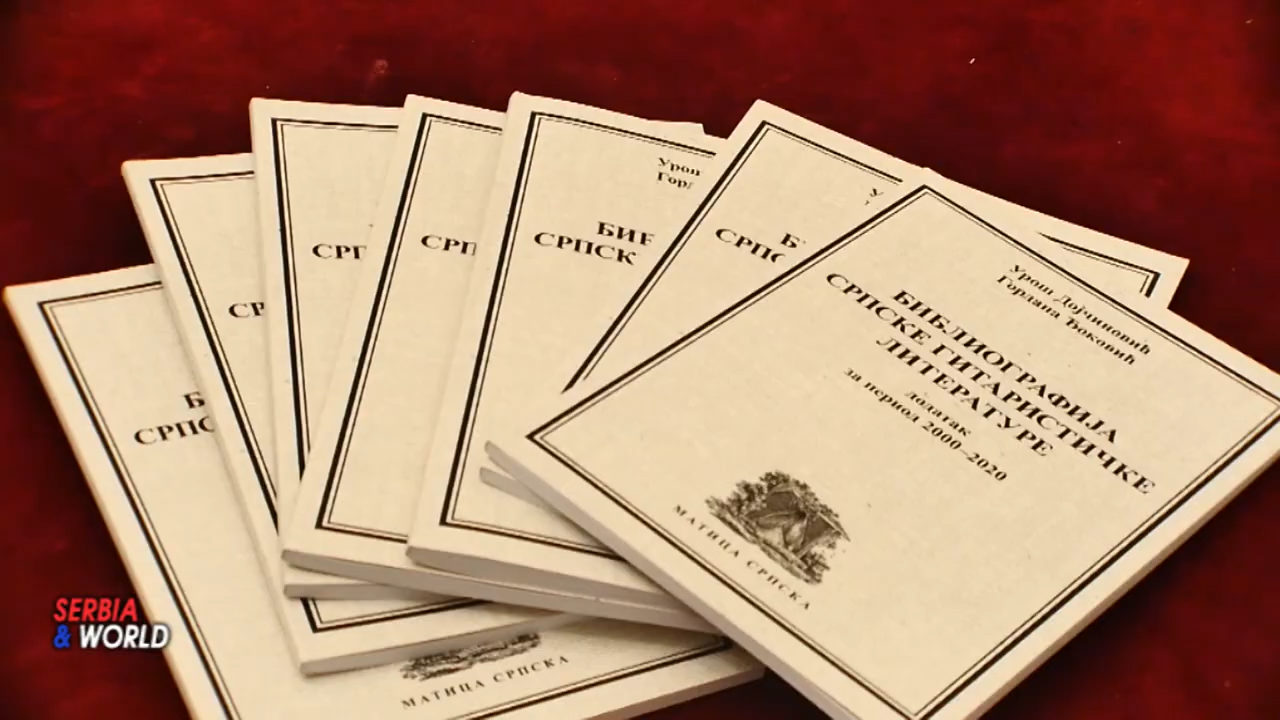 Урош Дојчиновић
Гордана Ђоковић
БИБЛИОГРАФИЈА
СРПСКЕ ГИТАРИСТИЧКЕ
ЛИТЕРАТУРЕ
додатак
за период 2000–2020
МАТИЦА СРПСКА
МАТИЦА СРПСКА
SERBIA
& WORLD